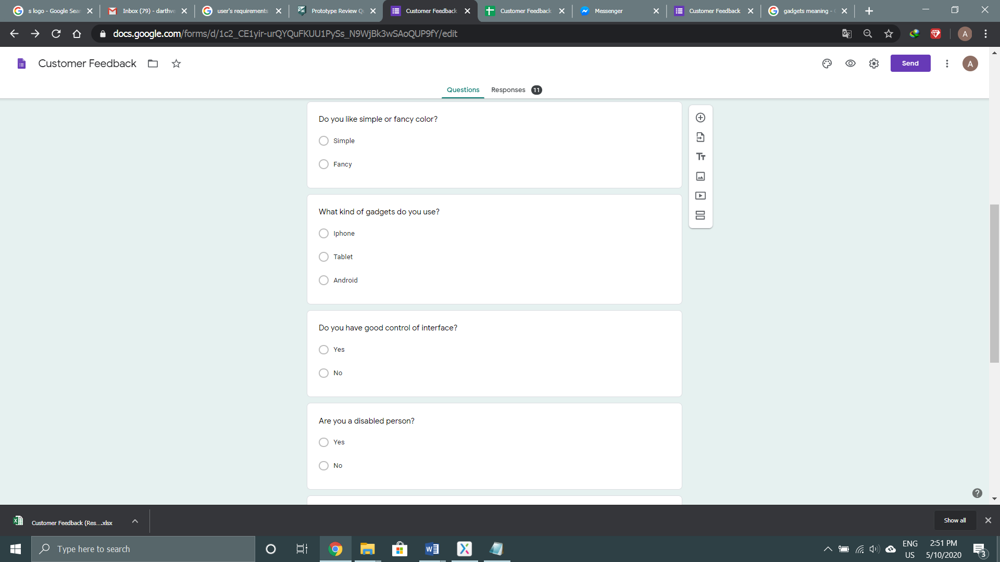 s logo - Google Sear
Inbox (79) - darthve
user's requirements
Prototype Review Q
Customer Feedback
Customer Feedback
Messenger
Customer Feedback
gadgets meaning - G
docs.google.com/forms/d/1c2_CE1yir-urQYQuFKUU1PySs_N9WjBk3wSAoQUP9fY/edit
A
Customer Feedback
Send
A
Questions
Responses 11
Do you like simple or fancy color?
Simple
Fancy
What kind of gadgets do you use?
Iphone
Tablet
Android
Do you have good control of interface?
Yes
No
Are you a disabled person?
Yes
No
Customer Feedback (Res....xlsx
Show all
Type here to search
ENG
US
2:51 PM
5/10/2020
3